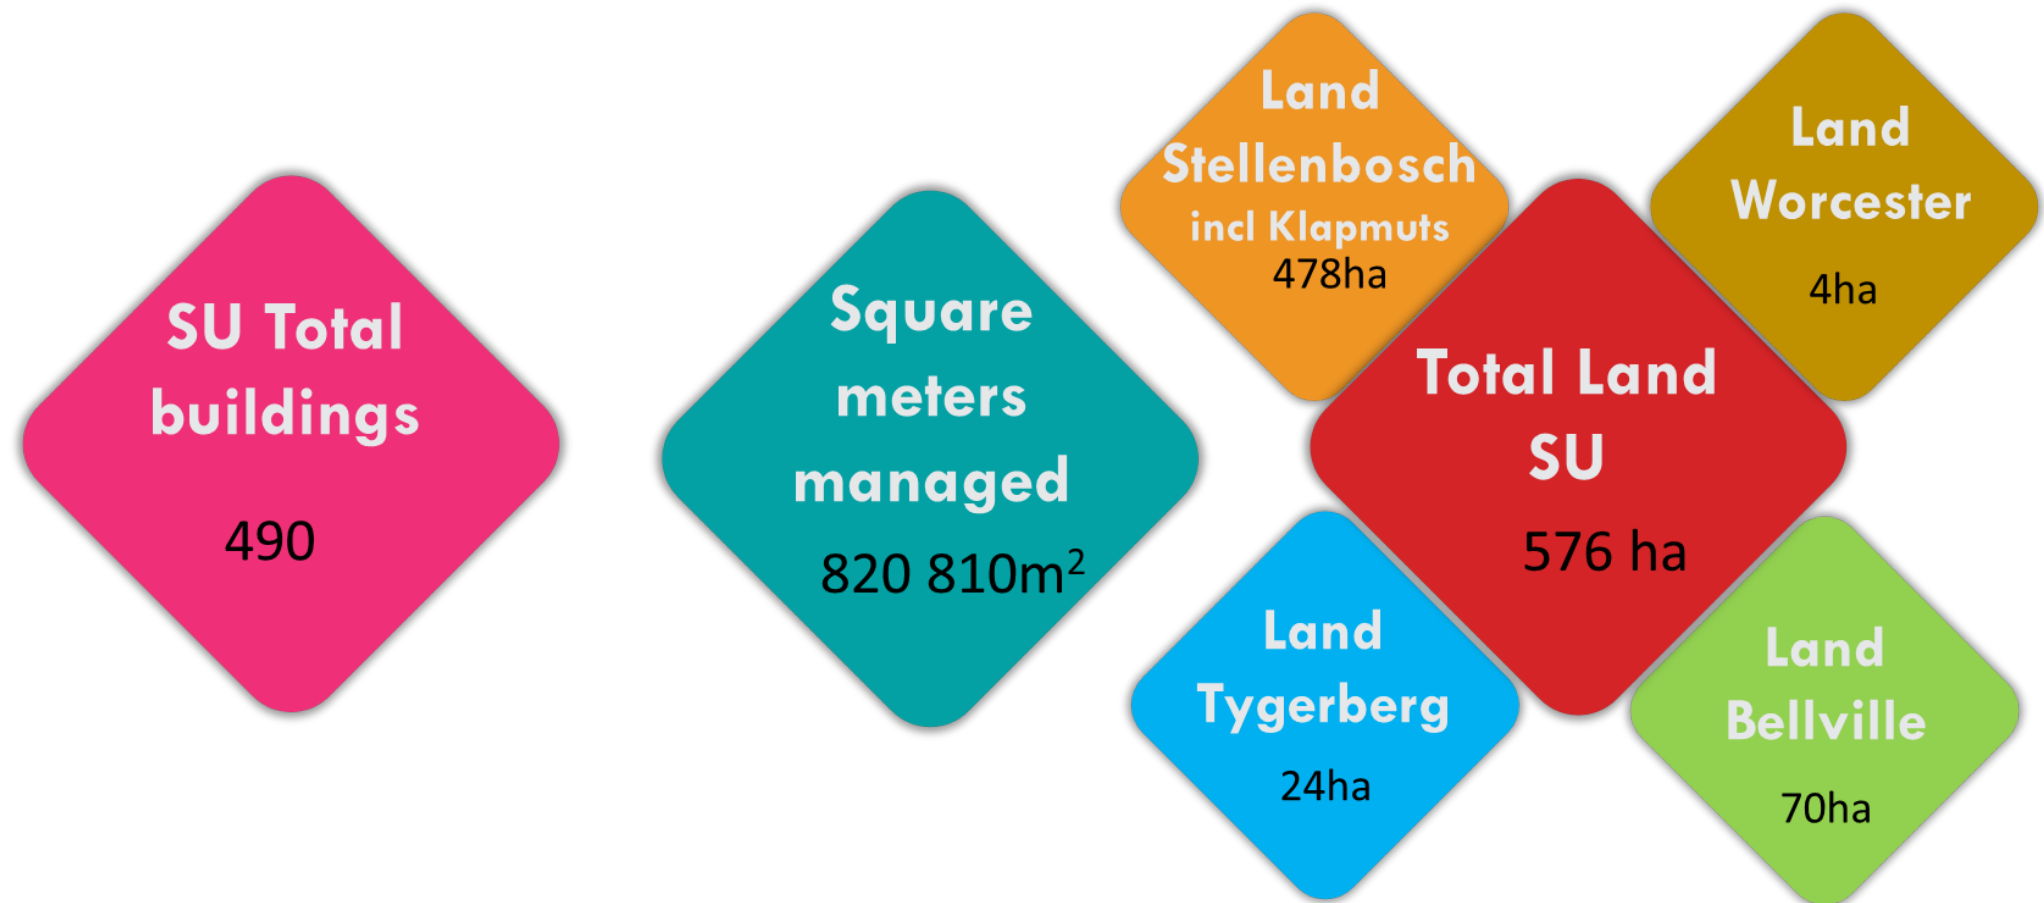 SU Total
buildings
490
Square
meters
managed
820 810m²
Land
Stellenbosch
incl Klapmuts
478ha
Land
Worcester
4ha
Total Land
SU
576 ha
Land
Tygerberg
24ha
Land
Bellville
70ha